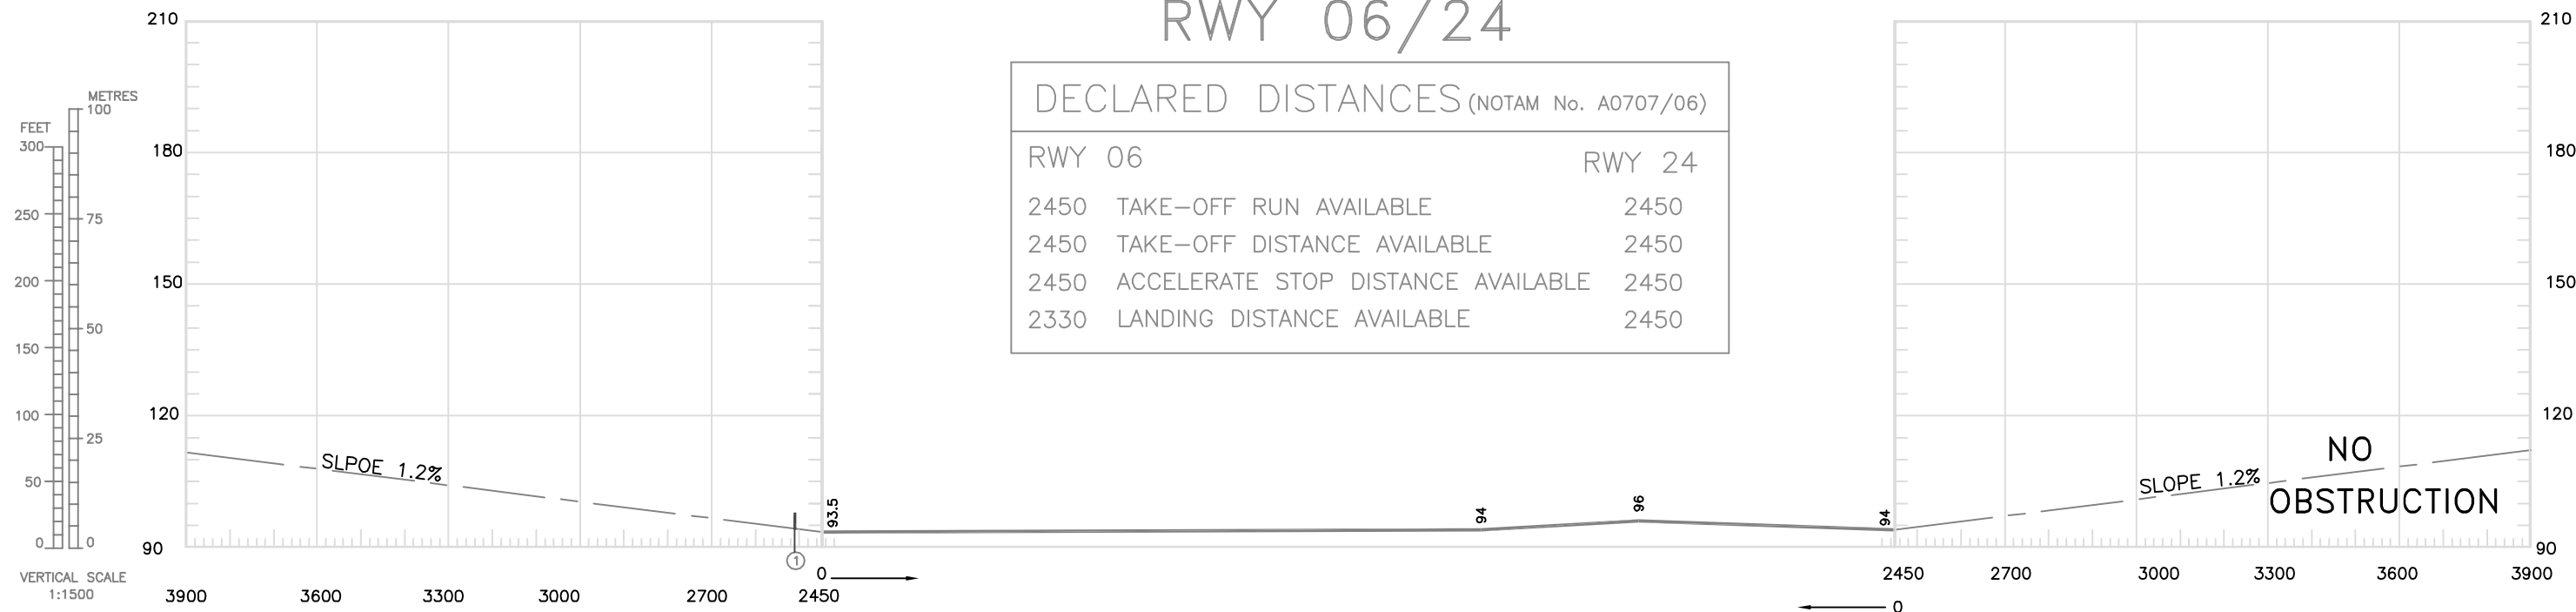 RWY 06/24
DECLARED DISTANCES (NOTAM No. A0707/06)
RWY 06 RWY 24
2450 TAKE-OFF RUN AVAILABLE 2450
2450 TAKE-OFF DISTANCE AVAILABLE 2450
2450 ACCELERATE STOP DISTANCE AVAILABLE 2450
2330 LANDING DISTANCE AVAILABLE 2450
METRES
100
75
50
25
0
FEET
300
250
200
150
100
50
0
VERTICAL SCALE
1:1500
210
180
150
120
90
SLPOE 1.2%
1
93.5
94
96
94
0
3900 3600 3300 3000 2700 2450
SLOPE 1.2%
NO
OBSTRUCTION
210
180
150
120
90
2450 2700 3000 3300 3600 3900
0